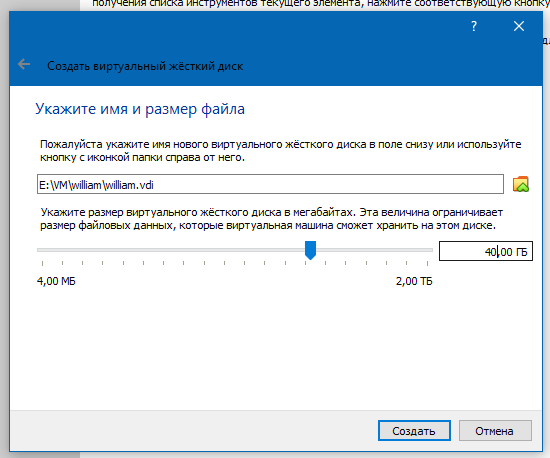 получения списка инструментов текущего элемента, нажмите соответствующую кнопку
?
Создать виртуальный жёсткий диск
Укажите имя и размер файла
Пожалуйста укажите имя нового виртуального жёсткого диска в поле снизу или используйте
кнопку с иконкой папки справа от него.
E:\VM\william\william.vdi
Укажите размер виртуального жёсткого диска в мегабайтах. Эта величина ограничивает
размер файловых данных, которые виртуальная машина сможет хранить на этом диске.
40,00 ГБ
4,00 МБ
2,00 ТБ
Создать
Отмена